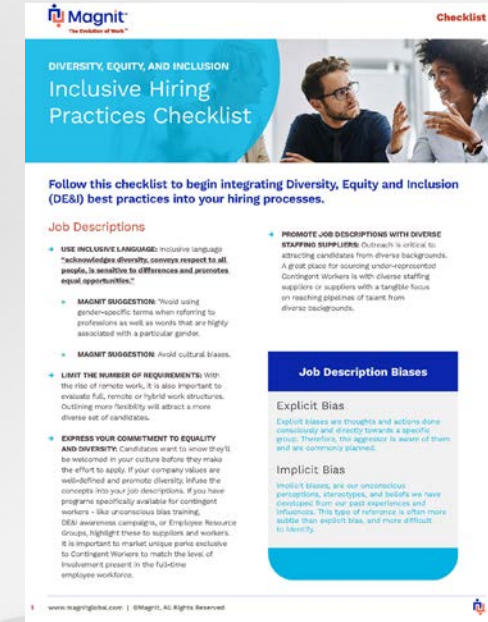 Magnit
The Evolution of Work™
Checklist
DIVERSITY, EQUITY, AND INCLUSION
Inclusive Hiring
Practices Checklist
Follow this checklist to begin integrating Diversity, Equity and Inclusion
(DE&I) best practices into your hiring processes.
Job Descriptions
USE INCLUSIVE LANGUAGE: Inclusive language
"acknowledges diversity, conveys respect to all
people, is sensitive to differences and promotes
equal opportunities."
MAGNIT SUGGESTION: "Avoid using
gender-specific terms when referring to
professions as well as words that are highly
associated with a particular gender.
MAGNIT SUGGESTION: Avoid cultural biases.
LIMIT THE NUMBER OF REQUIREMENTS: With
the rise of remote work, it is also important to
evaluate full, remote or hybrid work structures.
Outlining more flexibility will attract a more
diverse set of candidates.
EXPRESS YOUR COMMITMENT TO EQUALITY
AND DIVERSITY: Candidates want to know they'll
be welcomed in your culture before they make
the effort to apply. If your company values are
well-defined and promote diversity, infuse the
concepts into your job descriptions. If you have
programs specifically available for contingent
workers - like unconscious bias training,
DE&I awareness campaigns, or Employee Resource
Groups, highlight these to suppliers and workers.
It is important to market unique perks exclusive
to Contingent Workers to match the level of
involvement present in the full-time
employee workforce.
PROMOTE JOB DESCRIPTIONS WITH DIVERSE
STAFFING SUPPLIERS: Outreach is critical to
attracting candidates from diverse backgrounds.
A great place for sourcing under-represented
Contingent Workers is with diverse staffing
suppliers or suppliers with a tangible focus
on reaching pipelines of talent from
diverse backgrounds.
Job Description Biases
Explicit Bias
Explicit biases are thoughts and actions done
consciously and directly towards a specific
group. Therefore, the aggressor is aware of them
and are commonly planned.
Implicit Bias
Implicit biases, are our unconscious
perceptions, stereotypes, and beliefs we have
developed from our past experiences and
influences. This type of reference is often more
subtle than explicit bias, and more difficult
to identify.
1 www.magnitglobal.com | ©Magnit, All Rights Reserved